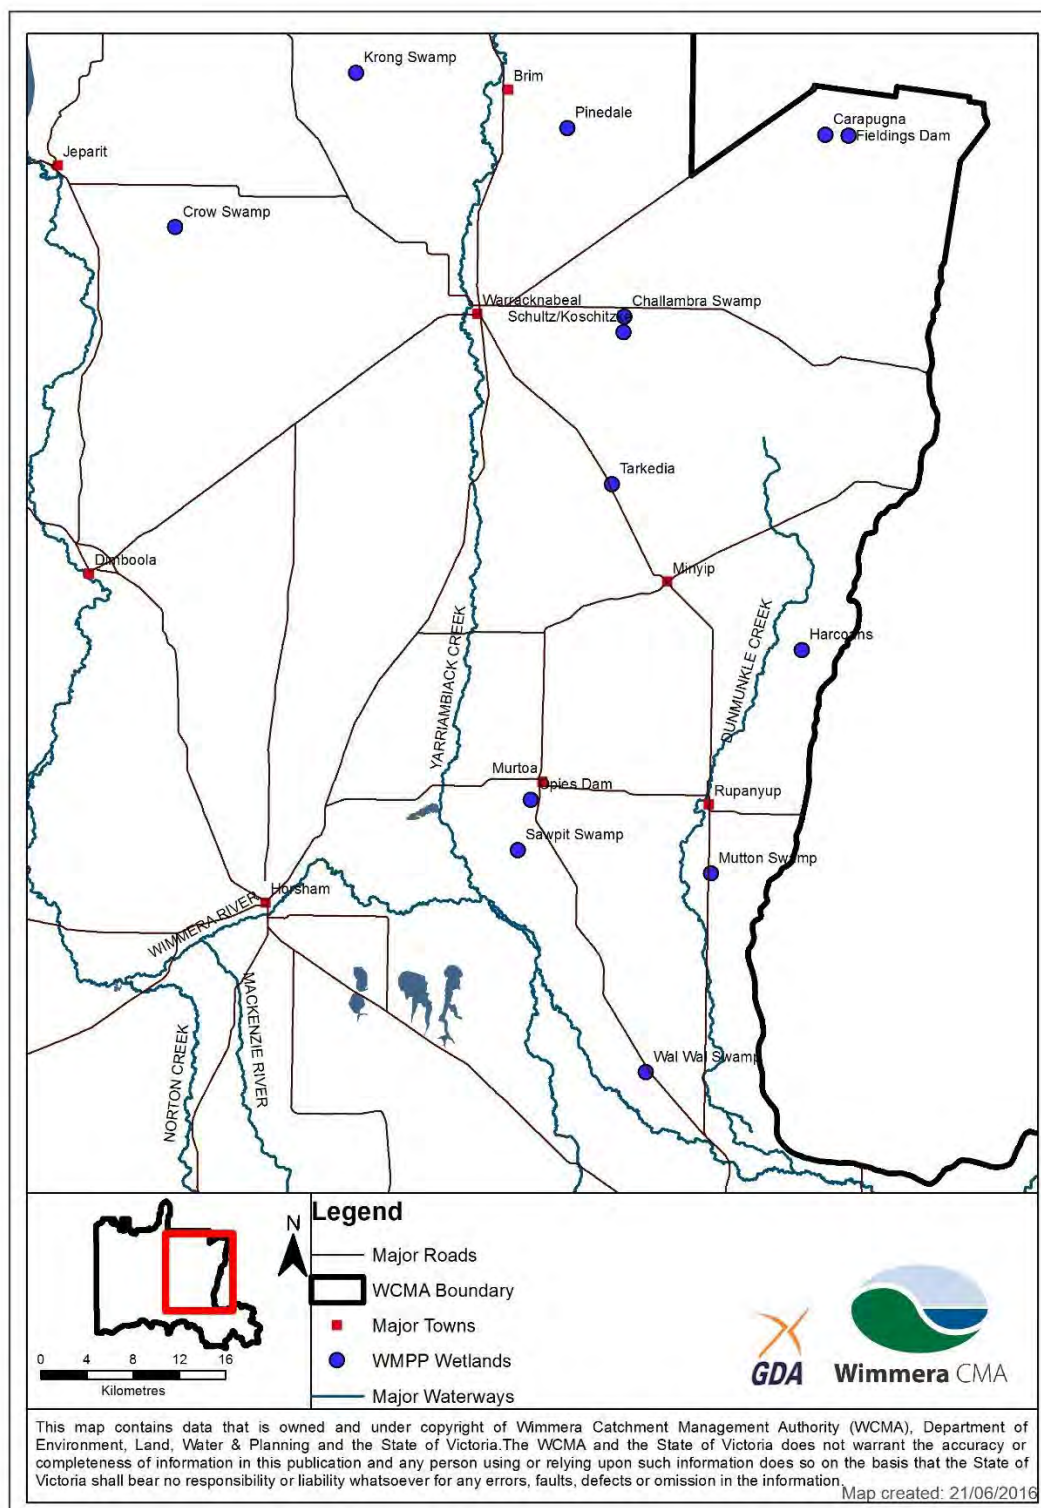 Krong Swamp
Brim
Pinedale
Carapugna
Fieldings Dam
Jeparit
Crow Swamp
Warracknabeal
Challambra Swamp
Schultz/Koschitzke
Tarkedia
Dimboola
Minyip
YARRIAMBIACK CREEK
DUNMUNKLE CREEK
Harcoans
Murtoa
Spies Dam
Rupanyup
Sawpit Swamp
Mutton Swamp
Horsham
WIMMERA RIVER
MACKENZIE RIVER
NORTON CREEK
Wal Wal Swamp
N
Legend
Major Roads
WCMA Boundary
Major Towns
WMPP Wetlands
Major Waterways
0 4 8 12 16
Kilometres
GDA
Wimmera CMA
This map contains data that is owned and under copyright of Wimmera Catchment Management Authority (WCMA), Department of
Environment, Land, Water & Planning and the State of Victoria.The WCMA and the State of Victoria does not warrant the accuracy or
completeness of information in this publication and any person using or relying upon such information does so on the basis that the State of
Victoria shall bear no responsibility or liability whatsoever for any errors, faults, defects or omission in the information.
Map created: 21/06/2016